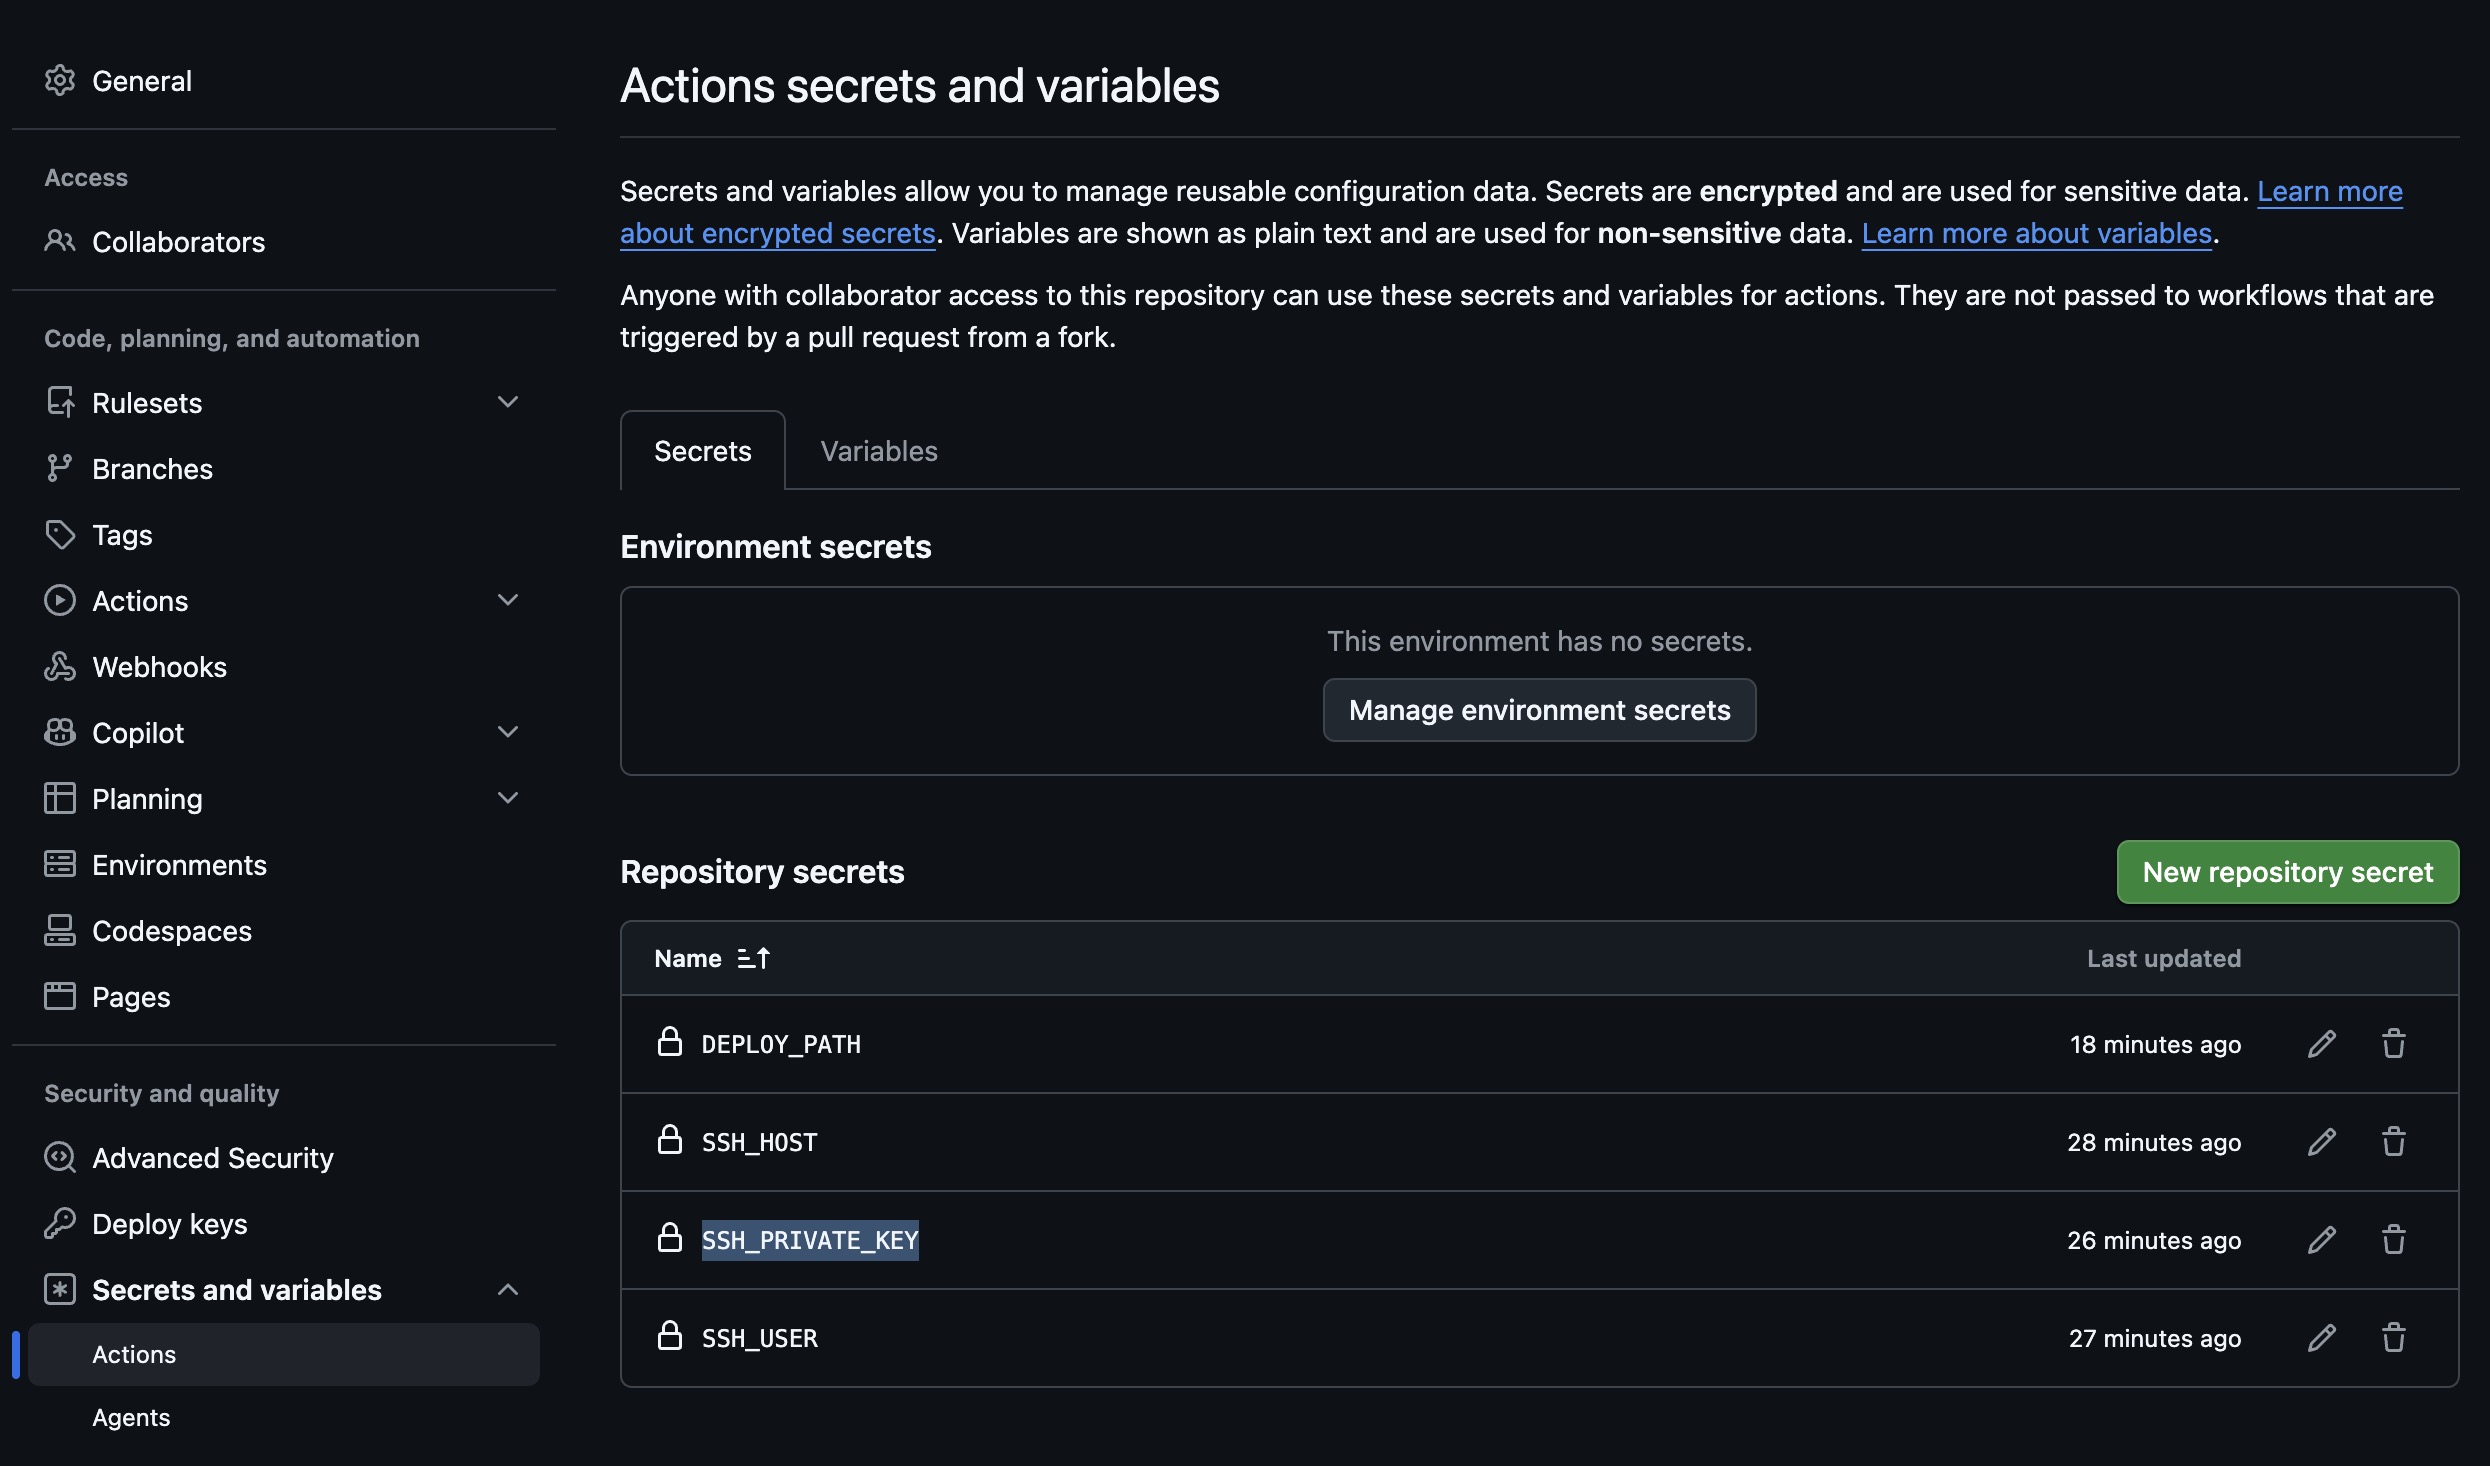 General
Access
Collaborators
Code, planning, and automation
Rulesets
Branches
Tags
Actions
Webhooks
Copilot
Planning
Environments
Codespaces
Pages
Security and quality
Advanced Security
Deploy keys
Secrets and variables
Actions
Agents
Actions secrets and variables
Secrets and variables allow you to manage reusable configuration data. Secrets are encrypted and are used for sensitive data. Learn more
about encrypted secrets. Variables are shown as plain text and are used for non-sensitive data. Learn more about variables.
Anyone with collaborator access to this repository can use these secrets and variables for actions. They are not passed to workflows that are
triggered by a pull request from a fork.
Secrets Variables
Environment secrets
This environment has no secrets.
Manage environment secrets
Repository secrets New repository secret
Name Last updated
DEPLOY_PATH 18 minutes ago
SSH_HOST 28 minutes ago
SSH_PRIVATE_KEY 26 minutes ago
SSH_USER 27 minutes ago